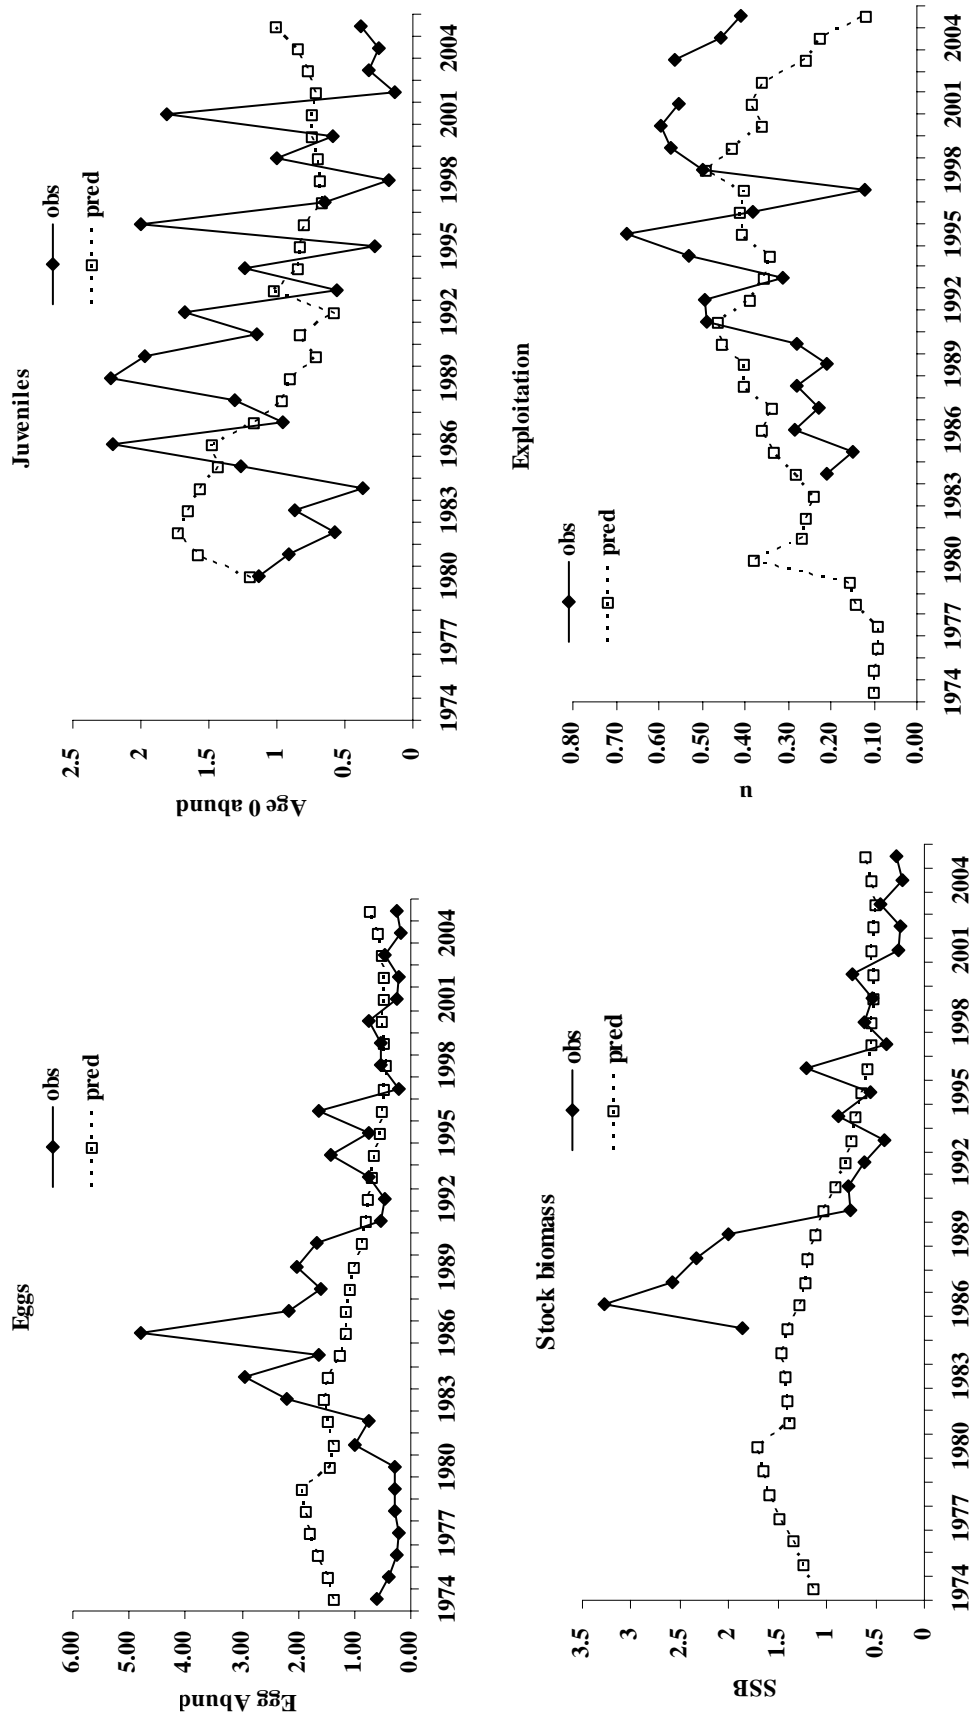 Eggs
obs
pred
Egg Abund
6.00
5.00
4.00
3.00
2.00
1.00
0.00
1974 1977 1980 1983 1986 1989 1992 1995 1998 2001 2004
Juveniles
obs
pred
Age 0 abund
2.5
2
1.5
1
0.5
0
1974 1977 1980 1983 1986 1989 1992 1995 1998 2001 2004
Stock biomass
obs
pred
SSB
3.5
3
2.5
2
1.5
1
0.5
0
1974 1977 1980 1983 1986 1989 1992 1995 1998 2001 2004
Exploitation
obs
pred
u
0.80
0.70
0.60
0.50
0.40
0.30
0.20
0.10
0.00
1974 1977 1980 1983 1986 1989 1992 1995 1998 2001 2004